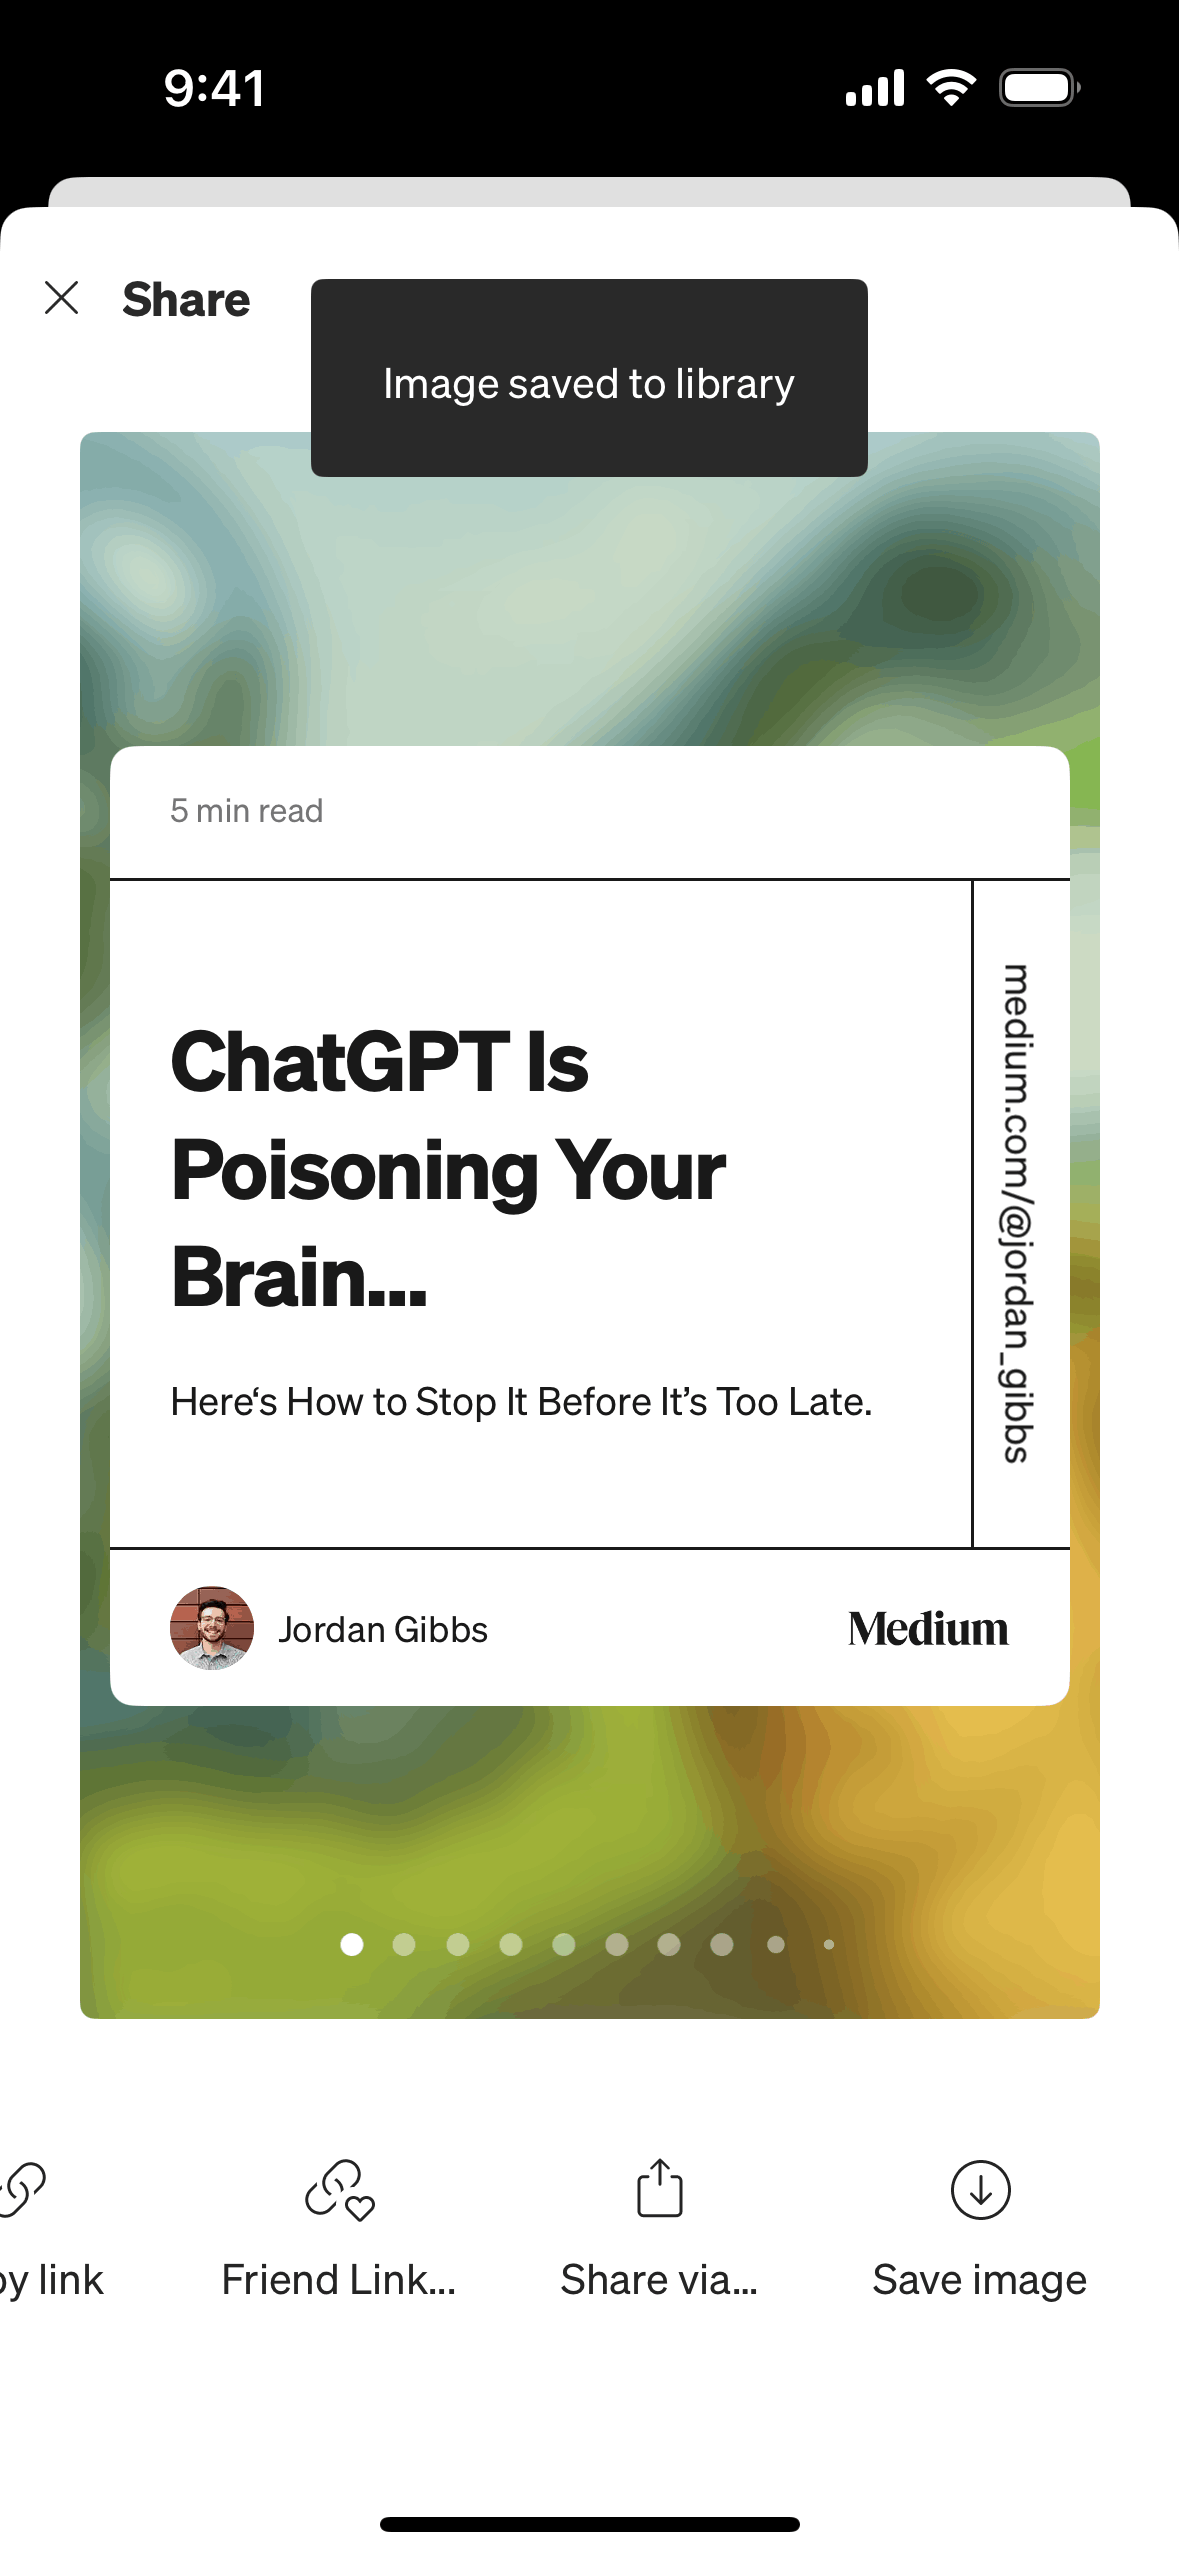 9:41
Share
Image saved to library
5 min read
ChatGPT Is
Poisoning Your
Brain...
Here‘s How to Stop It Before It’s Too Late.
medium.com/@jordan_gibbs
Jordan Gibbs
Medium
link
Friend Link...
Share via...
Save image